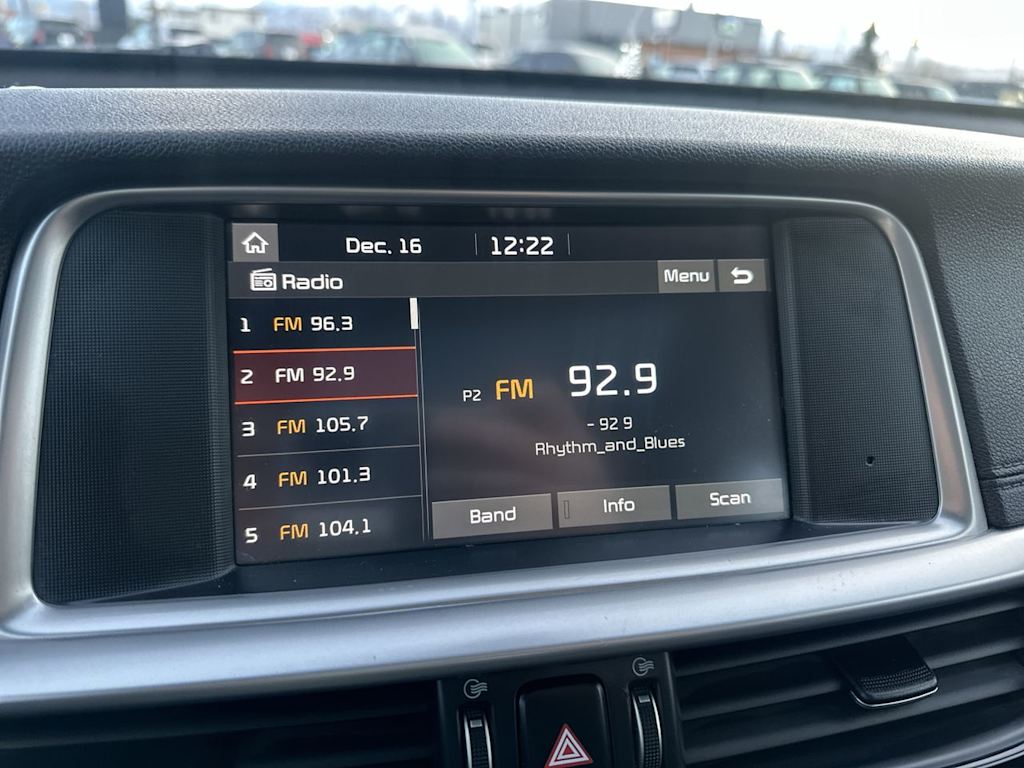 Dec. 16 12:22
Radio Menu
1 FM 96.3
2 FM 92.9
3 FM 105.7
4 FM 101.3
5 FM 104.1
P2 FM 92.9
- 92 9
Rhythm_and_Blues
Band Info Scan